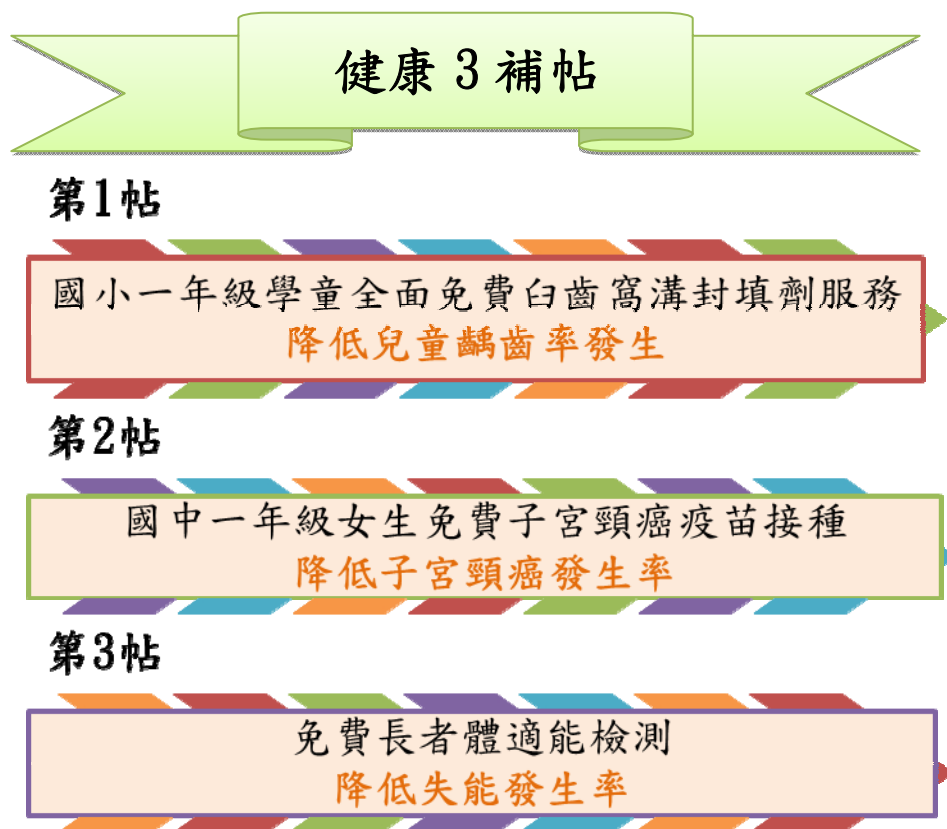 健康3補帖
第1帖
國小一年級學童全面免費臼齒窩溝封填劑服務
降低兒童齲齒率發生
第2帖
國中一年級女生免費子宮頸癌疫苗接種
降低子宮頸癌發生率
第3帖
免費長者體適能檢測
降低失能發生率